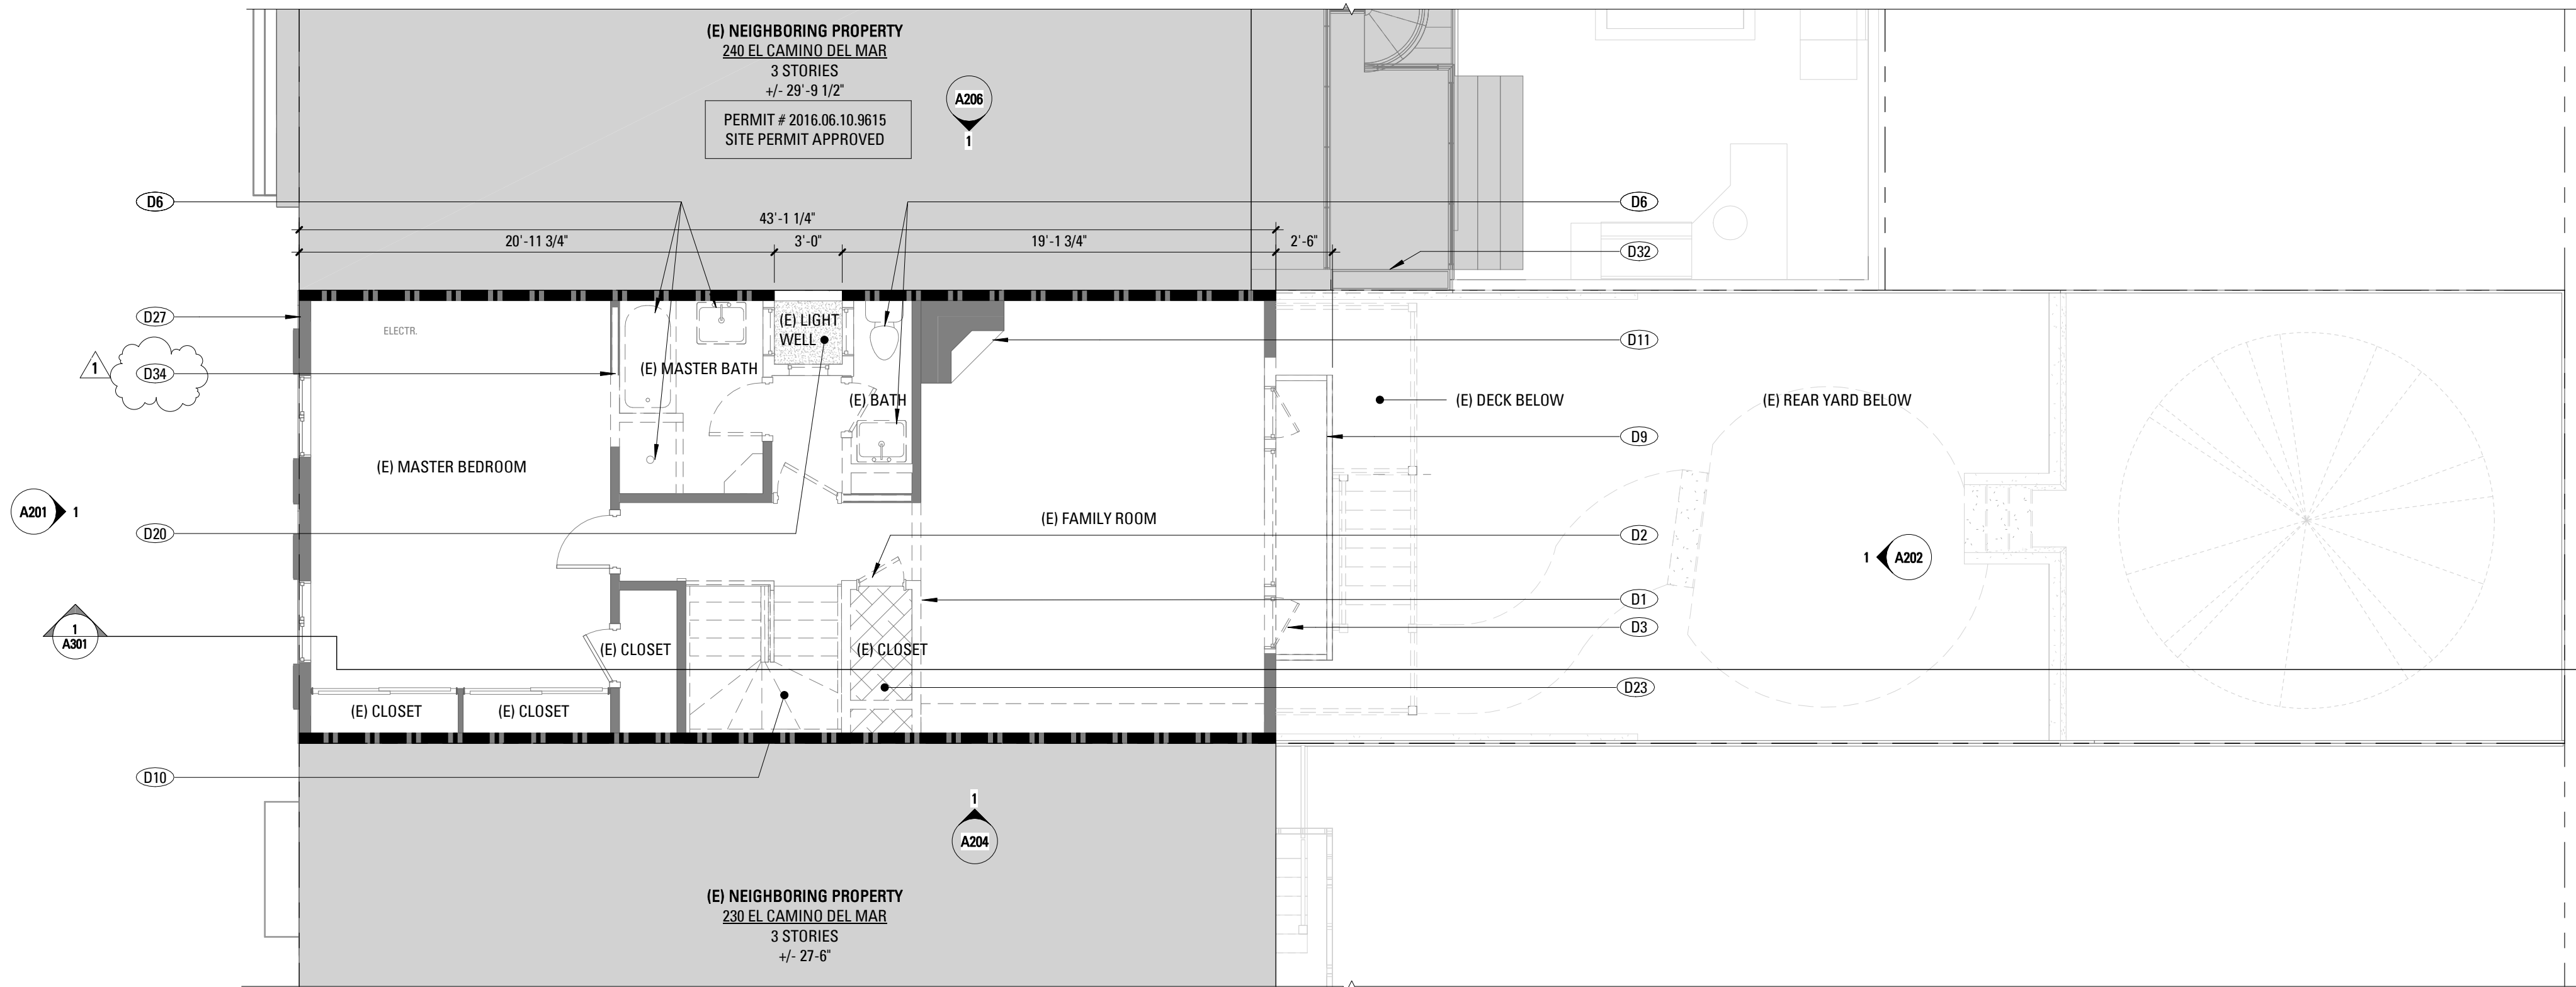 (E) NEIGHBORING PROPERTY
240 EL CAMINO DEL MAR
3 STORIES
+/- 29'-9 1/2"
PERMIT # 2016.06.10.9615
SITE PERMIT APPROVED
A206
1
D6
D6
43'-1 1/4"
20'-11 3/4"
3'-0"
19'-1 3/4"
2'-6"
D32
D27
ELECTR.
(E) LIGHT
WELL
D11
1
D34
(E) MASTER BATH
(E) BATH
(E) DECK BELOW
(E) REAR YARD BELOW
D9
(E) MASTER BEDROOM
A201
1
(E) FAMILY ROOM
D20
D2
1
A202
D1
D3
1
A301
(E) CLOSET
(E) CLOSET
D23
(E) CLOSET
(E) CLOSET
D10
1
A204
(E) NEIGHBORING PROPERTY
230 EL CAMINO DEL MAR
3 STORIES
+/- 27-6"